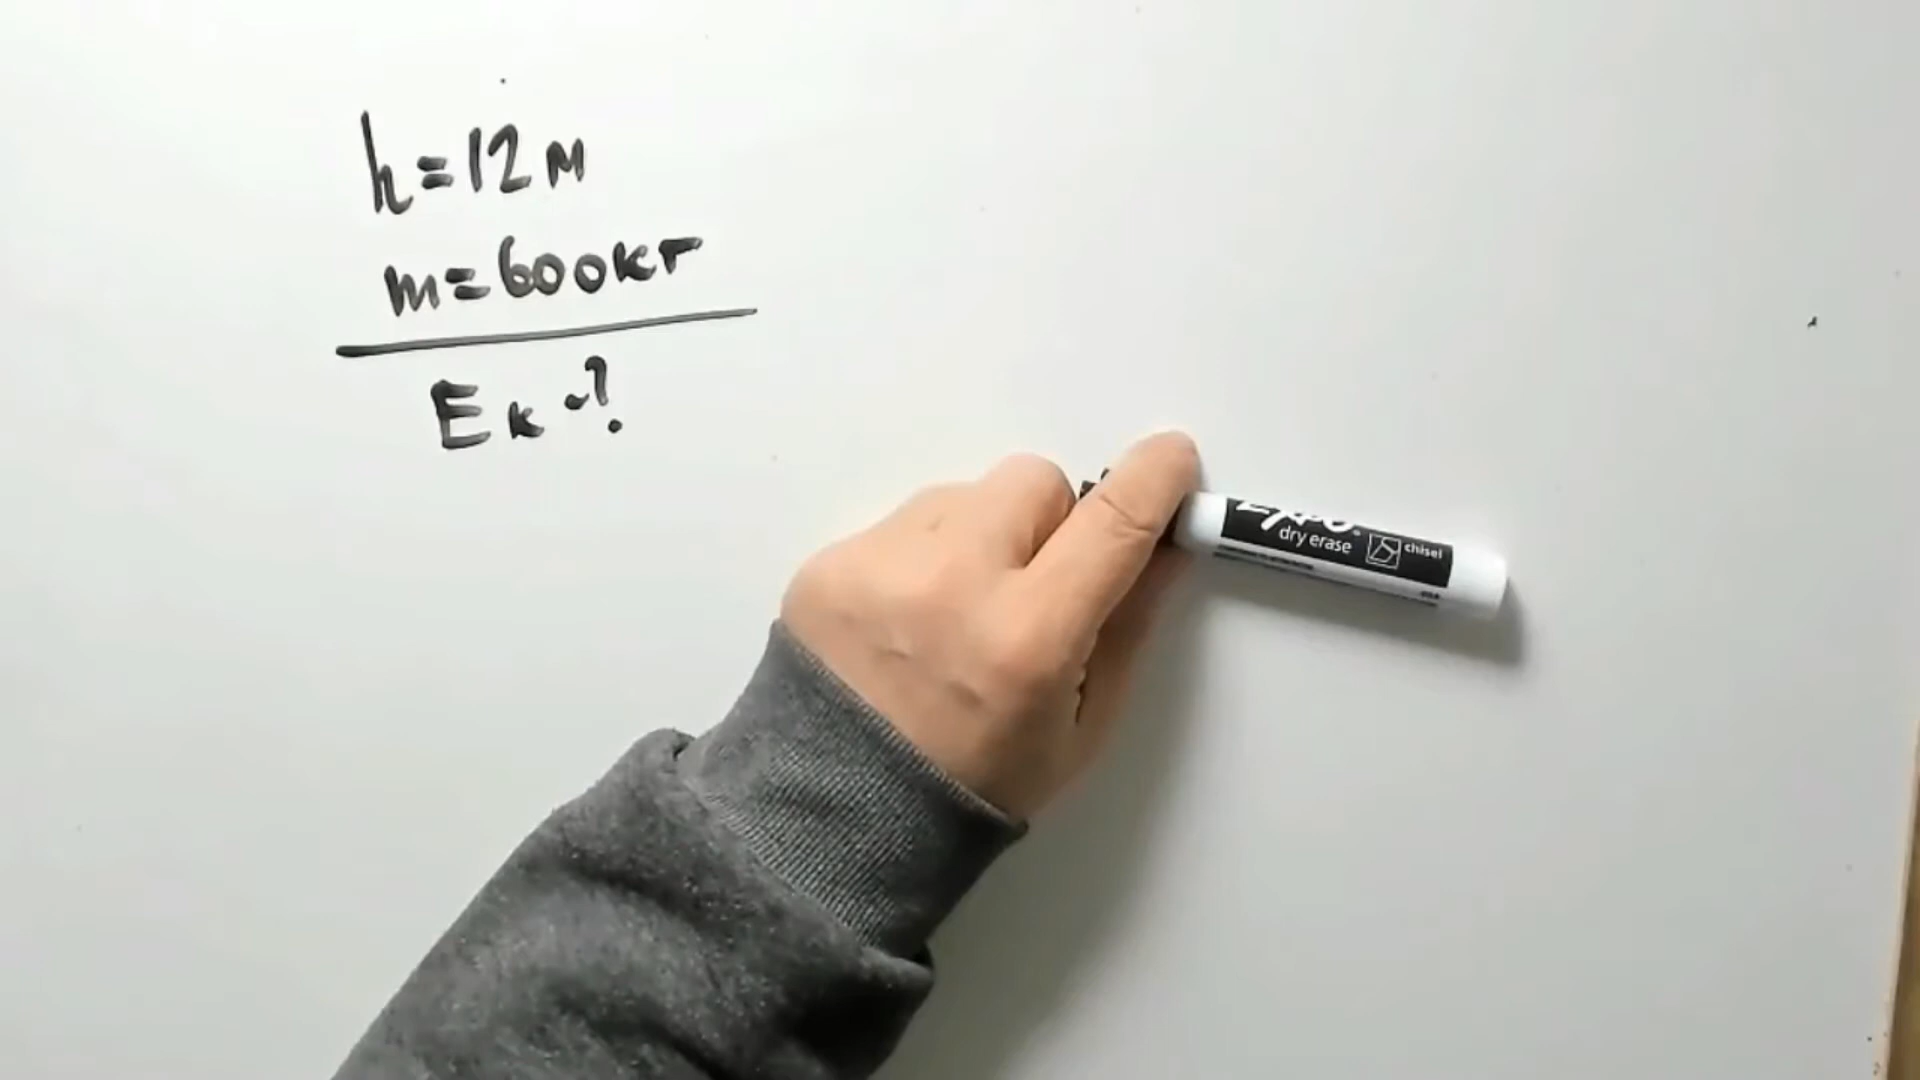 h=12м
m=600кг
Eк-?
EXPO
dry erase chisel